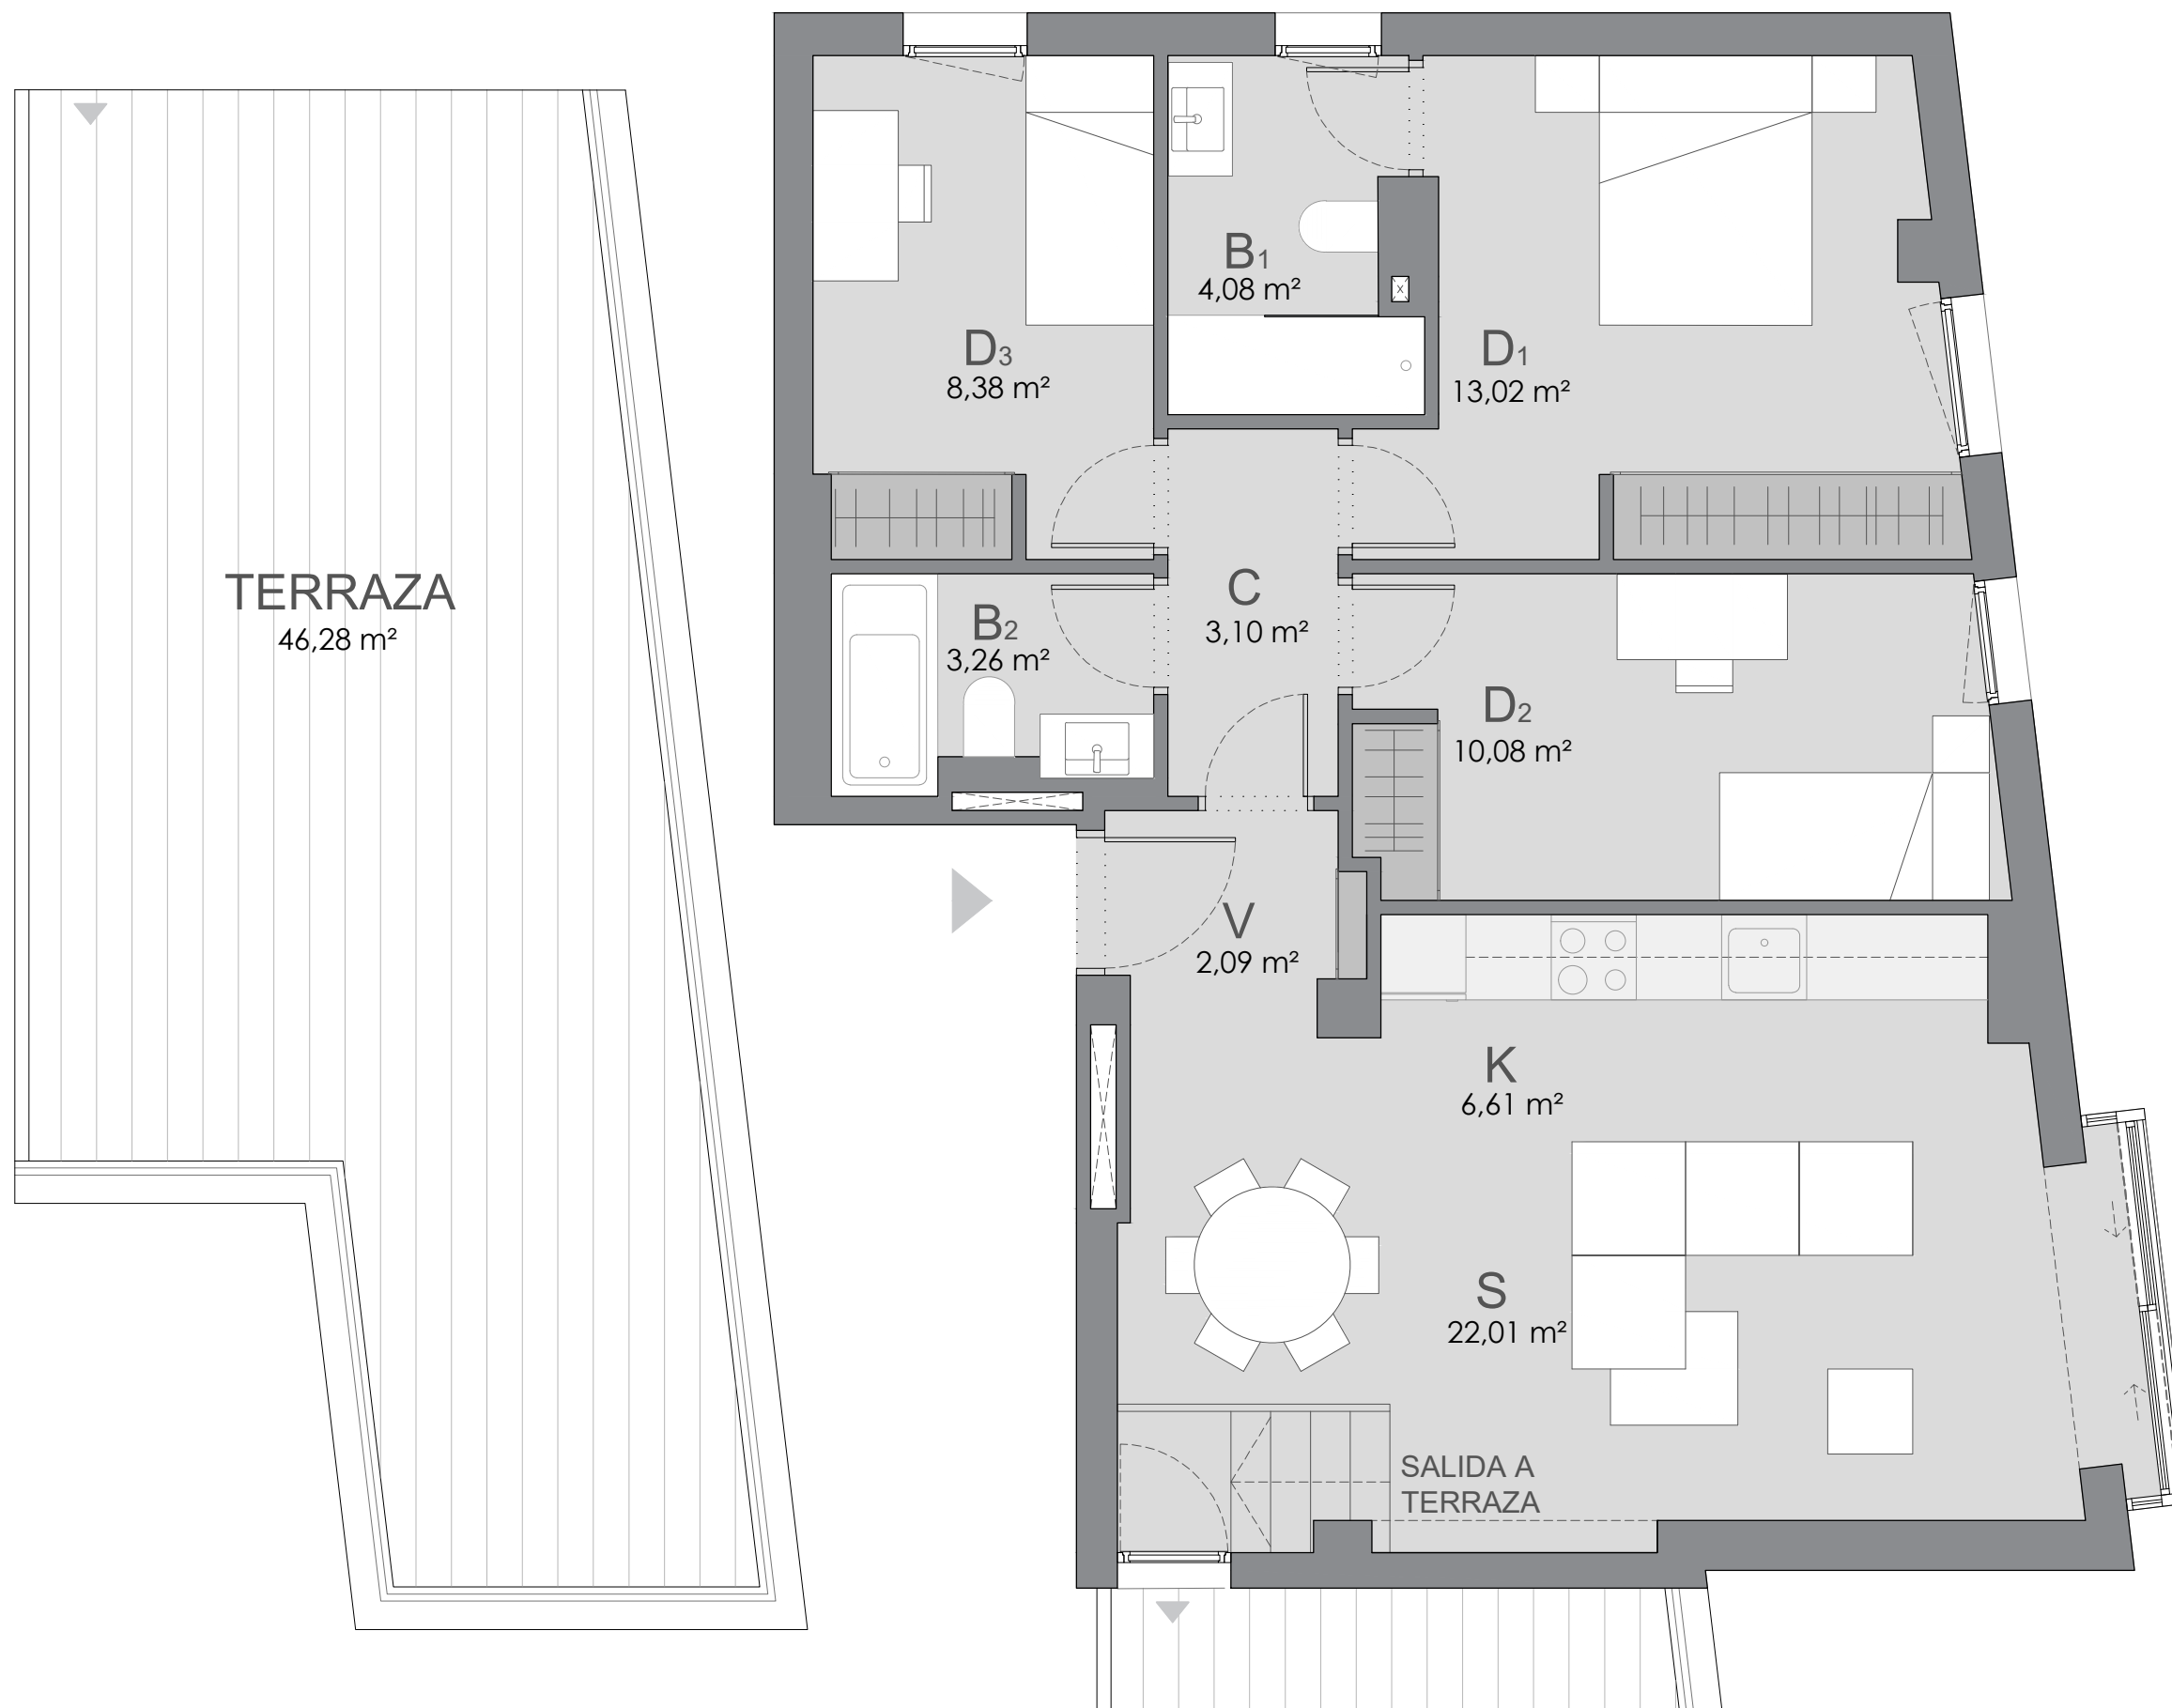 B1
4,08 m²
D3
8,38 m²
D1
13,02 m²
TERRAZA
46,28 m²
B2
3,26 m²
C
3,10 m²
D2
10,08 m²
V
2,09 m²
K
6,61 m²
S
22,01 m²
SALIDA A
TERRAZA